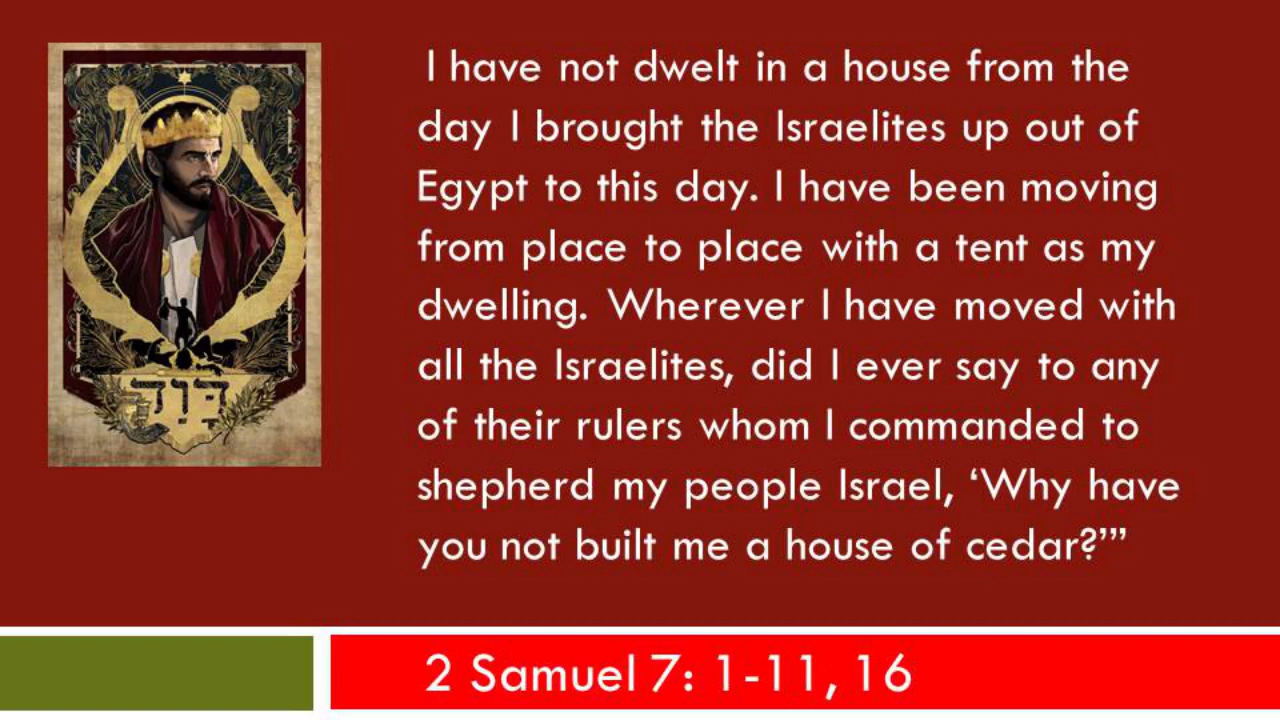 I have not dwelt in a house from the
day I brought the Israelites up out of
Egypt to this day. I have been moving
from place to place with a tent as my
dwelling. Wherever I have moved with
all the Israelites, did I ever say to any
of their rulers whom I commanded to
shepherd my people Israel, ‘Why have
you not built me a house of cedar?’”
2 Samuel 7: 1-11, 16